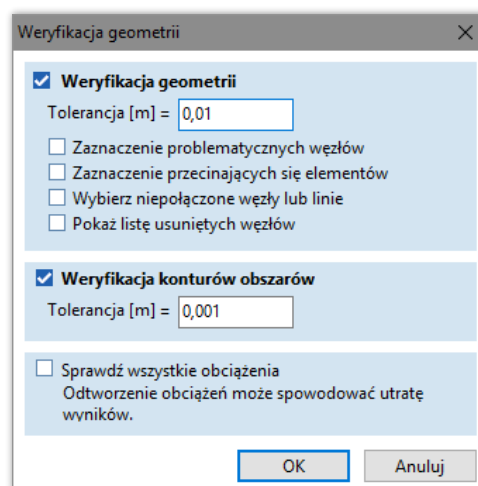 Weryfikacja geometrii
Weryfikacja geometrii
Tolerancja [m] = 0,01
Zaznaczenie problematycznych węzłów
Zaznaczenie przecinających się elementów
Wybierz niepołączone węzły lub linie
Pokaż listę usuniętych węzłów
Weryfikacja konturów obszarów
Tolerancja [m] = 0,001
Sprawdź wszystkie obciążenia
Odtworzenie obciążeń może spowodować utratę
wyników.
OK Anuluj